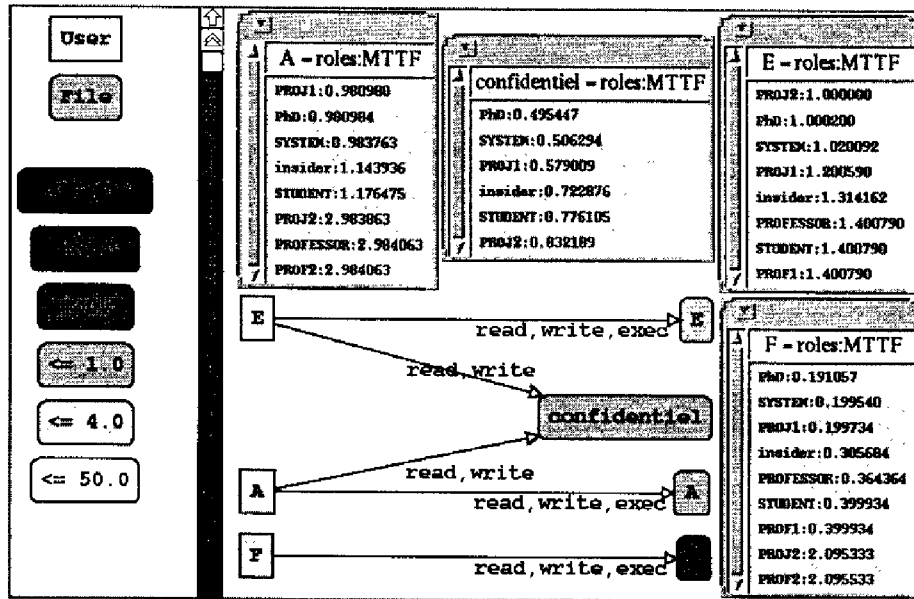 User
File
<= 1.0
<= 4.0
<= 50.0
A - roles:MTTF
PROJ1:0.980980
PhD:0.980984
SYSTEM:0.983763
insider:1.143936
STUDENT:1.176475
PROJ2:2.983863
PROFESSOR:2.984063
PROF2:2.984063
confidentiel - roles:MTTF
PhD:0.495447
SYSTEM:0.506294
PROJ1:0.579009
insider:0.722876
STUDENT:0.776105
PROJ2:0.832189
E - roles:MTTF
PROJ2:1.000000
PhD:1.000200
SYSTEM:1.020092
PROJ1:1.200590
insider:1.314162
PROFESSOR:1.400790
STUDENT:1.400790
PROF1:1.400790
E
read,write,exec
E
read,write
confidentiel
read,write
A
read,write,exec
A
F
read,write,exec
F - roles:MTTF
PhD:0.191057
SYSTEM:0.199540
PROJ1:0.199734
insider:0.305684
PROFESSOR:0.364364
STUDENT:0.399934
PROF1:0.399934
PROJ2:2.095333
PROF2:2.095533